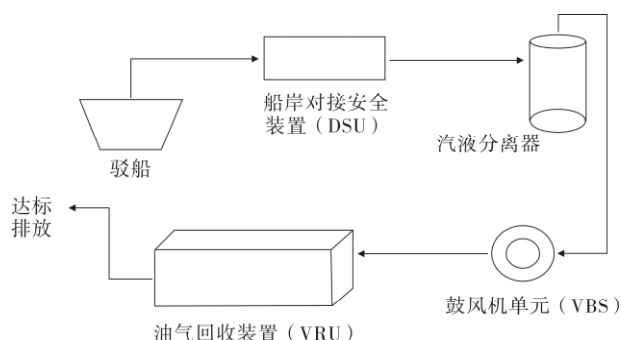 船岸对接安全
装置（DSU）
汽液分离器
驳船
达标
排放
鼓风机单元（VBS）
油气回收装置（VRU）